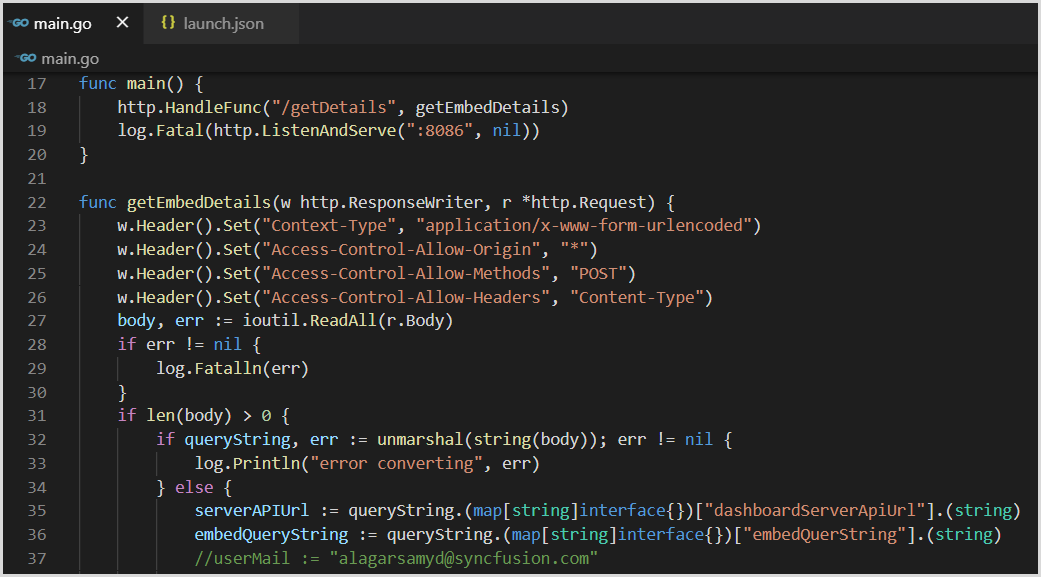 GO main.go ✕ {} launch.json
GO main.go
17 func main() {
18     http.HandleFunc("/getDetails", getEmbedDetails)
19     log.Fatal(http.ListenAndServe(":8086", nil))
20 }
21
22 func getEmbedDetails(w http.ResponseWriter, r *http.Request) {
23     w.Header().Set("Context-Type", "application/x-www-form-urlencoded")
24     w.Header().Set("Access-Control-Allow-Origin", "*")
25     w.Header().Set("Access-Control-Allow-Methods", "POST")
26     w.Header().Set("Access-Control-Allow-Headers", "Content-Type")
27     body, err := ioutil.ReadAll(r.Body)
28     if err != nil {
29         log.Fatalln(err)
30     }
31     if len(body) > 0 {
32         if queryString, err := unmarshal(string(body)); err != nil {
33             log.Println("error converting", err)
34         } else {
35             serverAPIUrl := queryString.(map[string]interface{})["dashboardServerApiUrl"].(string)
36             embedQueryString := queryString.(map[string]interface{})["embedQuerString"].(string)
37             //userMail := "alagarsamyd@syncfusion.com"